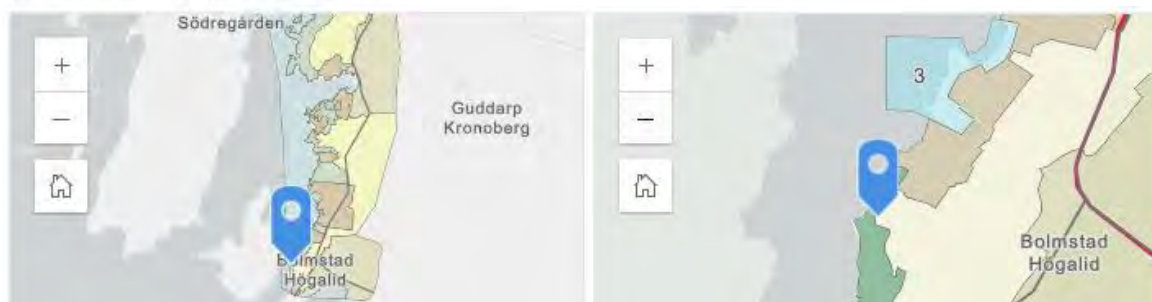 Södregården
+
−
Guddarp
Kronoberg
Bolmstad
Högalid
+
−
3
Bolmstad
Högalid